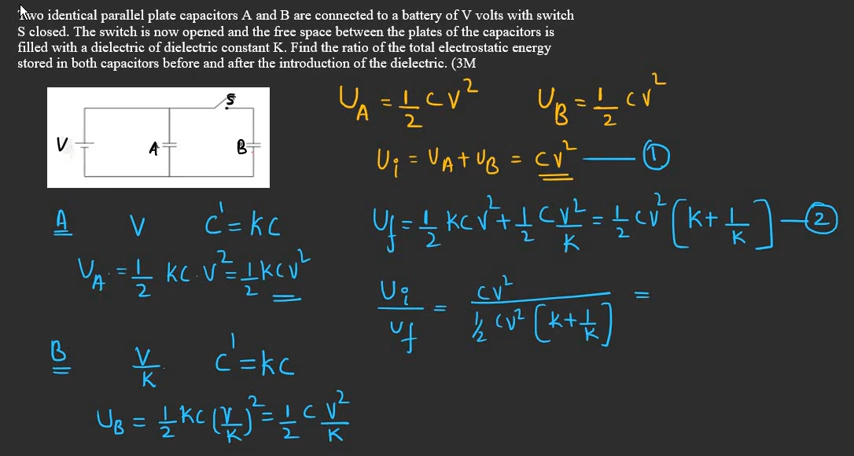 Two identical parallel plate capacitors A and B are connected to a battery of V volts with switch
S closed. The switch is now opened and the free space between the plates of the capacitors is
filled with a dielectric of dielectric constant K. Find the ratio of the total electrostatic energy
stored in both capacitors before and after the introduction of the dielectric. (3M
S
V A B
U_A = 1/2 CV² U_B = 1/2 CV²
U_i = U_A + U_B = CV² — ①
A V C' = KC
U_A = 1/2 KC·V² = 1/2 KCV²
U_f = 1/2 KCV² + 1/2 CV²/K = 1/2 CV² [K + 1/K] — ②
U_i/U_f = CV² / 1/2 CV² [K + 1/K] =
B V/K C' = KC
U_B = 1/2 KC (V/K)² = 1/2 C V²/K